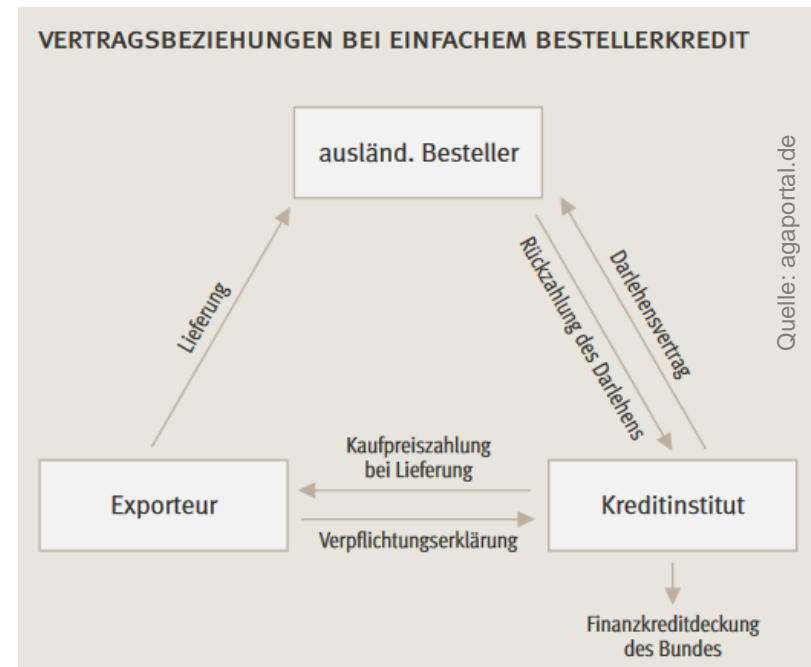 VERTRAGSBEZIEHUNGEN BEI EINFACHEM BESTELLERKREDIT
ausländ. Besteller
Quelle: agaportal.de
Lieferung
Rückzahlung des Darlehens
Darlehensvertrag
Kaufpreiszahlung
bei Lieferung
Exporteur
Kreditinstitut
Verpflichtungserklärung
Finanzkreditdeckung
des Bundes